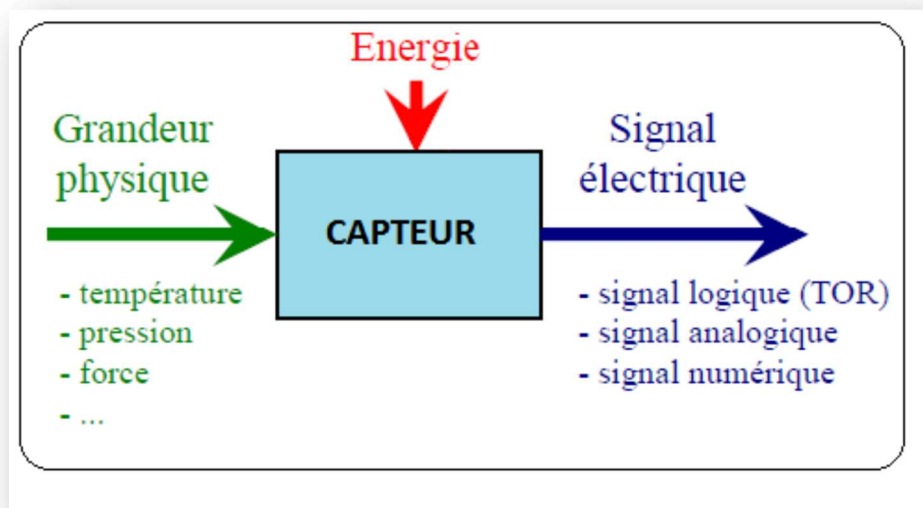 Energie
Grandeur
physique
- température
- pression
- force
- ...
CAPTEUR
Signal
électrique
- signal logique (TOR)
- signal analogique
- signal numérique